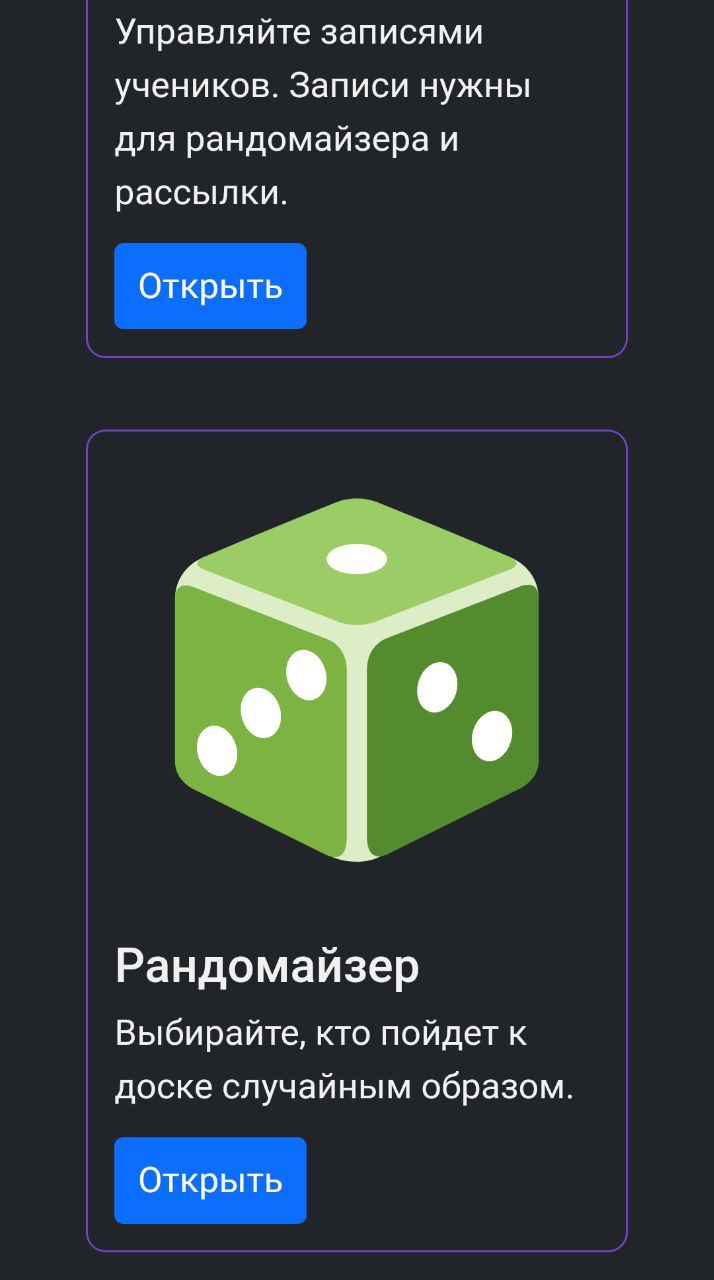 Управляйте записями
учеников. Записи нужны
для рандомайзера и
рассылки.
Открыть
Рандомайзер
Выбирайте, кто пойдет к
доске случайным образом.
Открыть